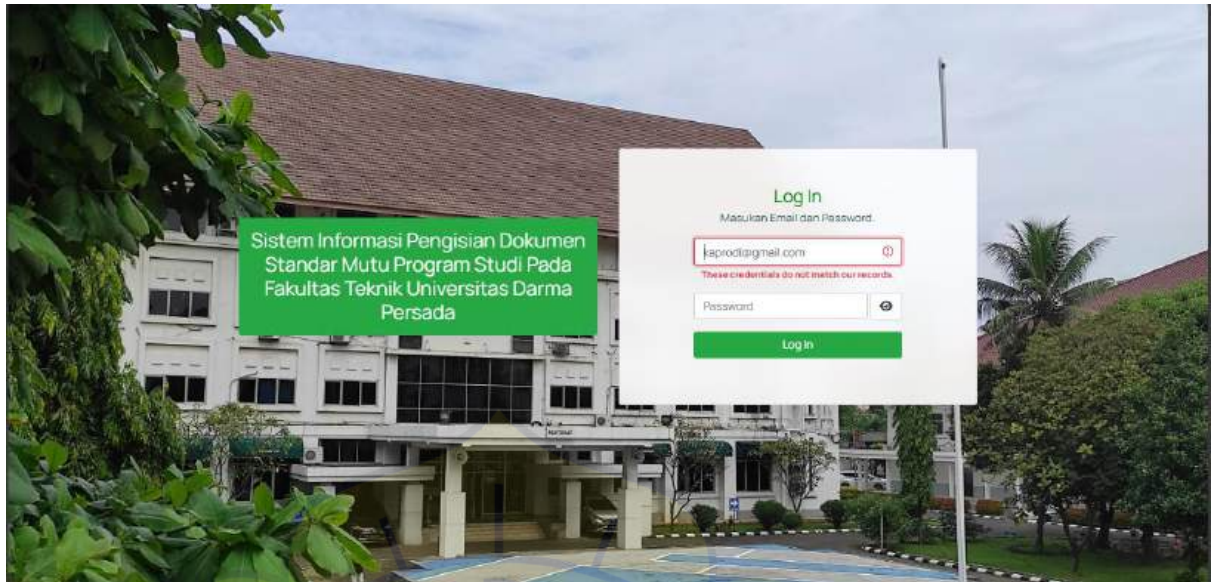 Sistem Informasi Pengisian Dokumen
Standar Mutu Program Studi Pada
Fakultas Teknik Universitas Darma
Persada
Log In
Masukan Email dan Password.
kaprodi@gmail.com
These credentials do not match our records.
Password
Log In